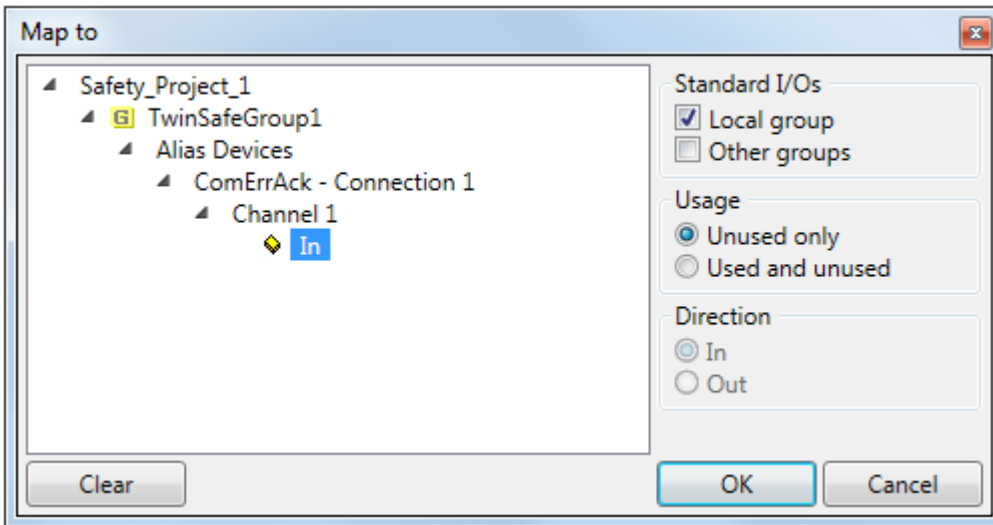 Map to
Safety_Project_1
G TwinSafeGroup1
Alias Devices
ComErrAck - Connection 1
Channel 1
In
Standard I/Os
Local group
Other groups
Usage
Unused only
Used and unused
Direction
In
Out
Clear
OK
Cancel